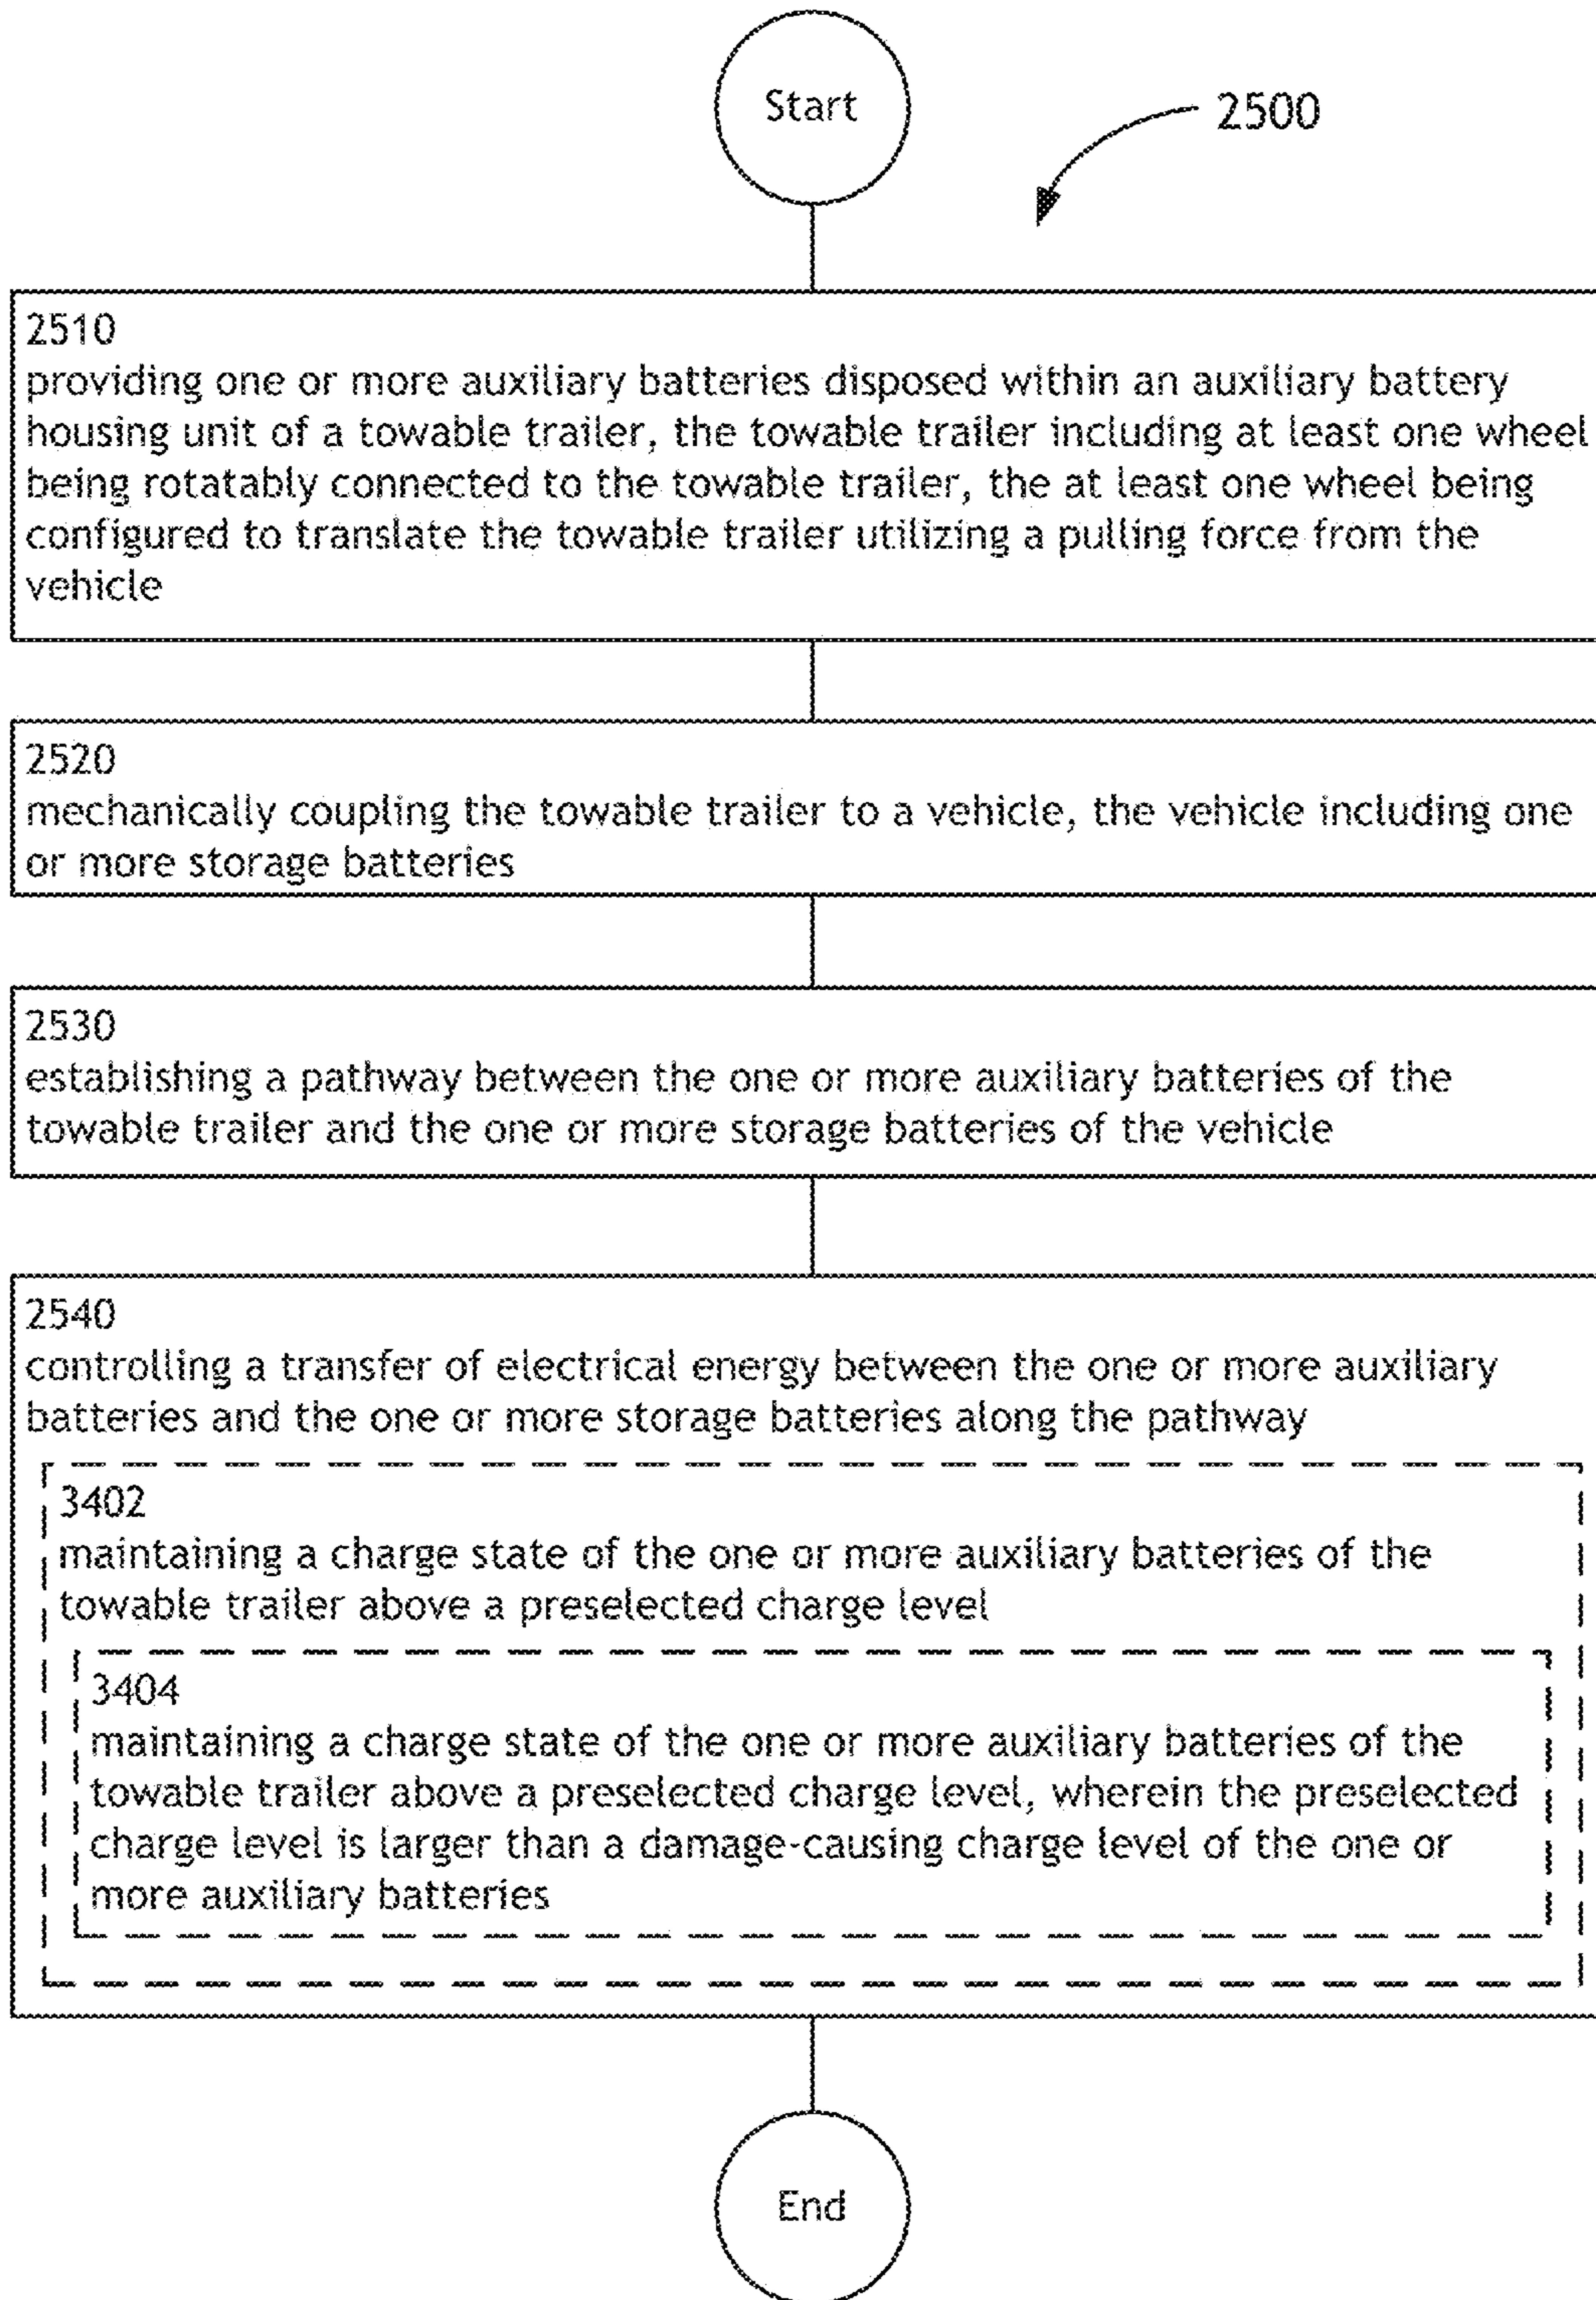 Start
2500
2510
providing one or more auxiliary batteries disposed within an auxiliary battery
housing unit of a towable trailer, the towable trailer including at least one wheel
being rotatably connected to the towable trailer, the at least one wheel being
configured to translate the towable trailer utilizing a pulling force from the
vehicle
2520
mechanically coupling the towable trailer to a vehicle, the vehicle including one
or more storage batteries
2530
establishing a pathway between the one or more auxiliary batteries of the
towable trailer and the one or more storage batteries of the vehicle
2540
controlling a transfer of electrical energy between the one or more auxiliary
batteries and the one or more storage batteries along the pathway
3402
maintaining a charge state of the one or more auxiliary batteries of the
towable trailer above a preselected charge level
3404
maintaining a charge state of the one or more auxiliary batteries of the
towable trailer above a preselected charge level, wherein the preselected
charge level is larger than a damage-causing charge level of the one or
more auxiliary batteries
End